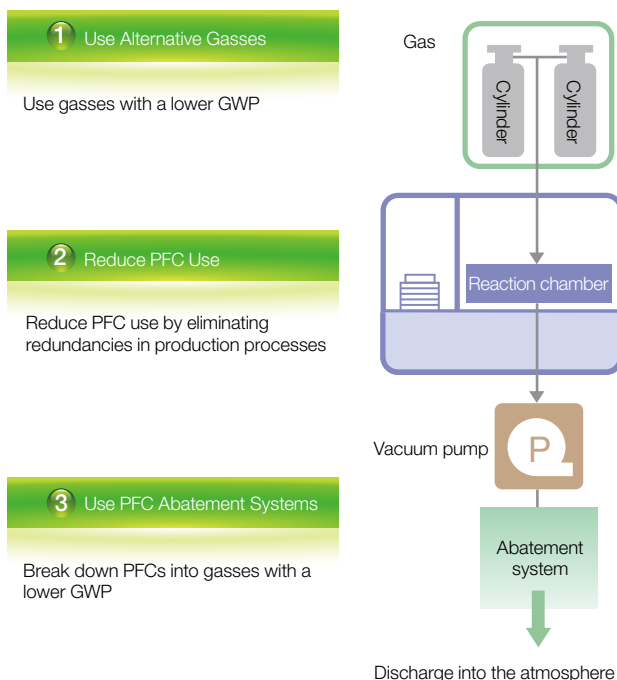 1 Use Alternative Gasses
Use gasses with a lower GWP
2 Reduce PFC Use
Reduce PFC use by eliminating
redundancies in production processes
3 Use PFC Abatement Systems
Break down PFCs into gasses with a
lower GWP
Gas
Cylinder
Cylinder
Reaction chamber
Vacuum pump
P
Abatement
system
Discharge into the atmosphere